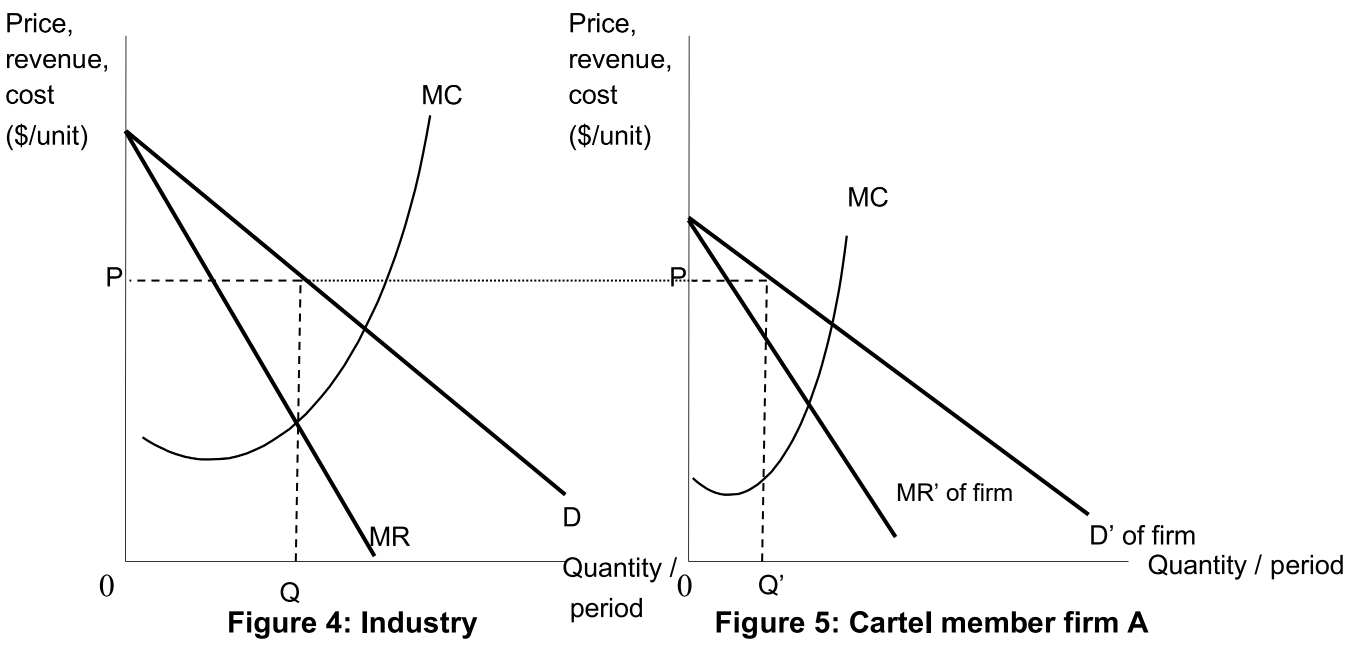 Price,
revenue,
cost
($/unit)
MC
P
D
MR
0
Q
Quantity /
period
Figure 4: Industry
Price,
revenue,
cost
($/unit)
MC
P
MR’ of firm
D’ of firm
0
Q’
Quantity / period
Figure 5: Cartel member firm A